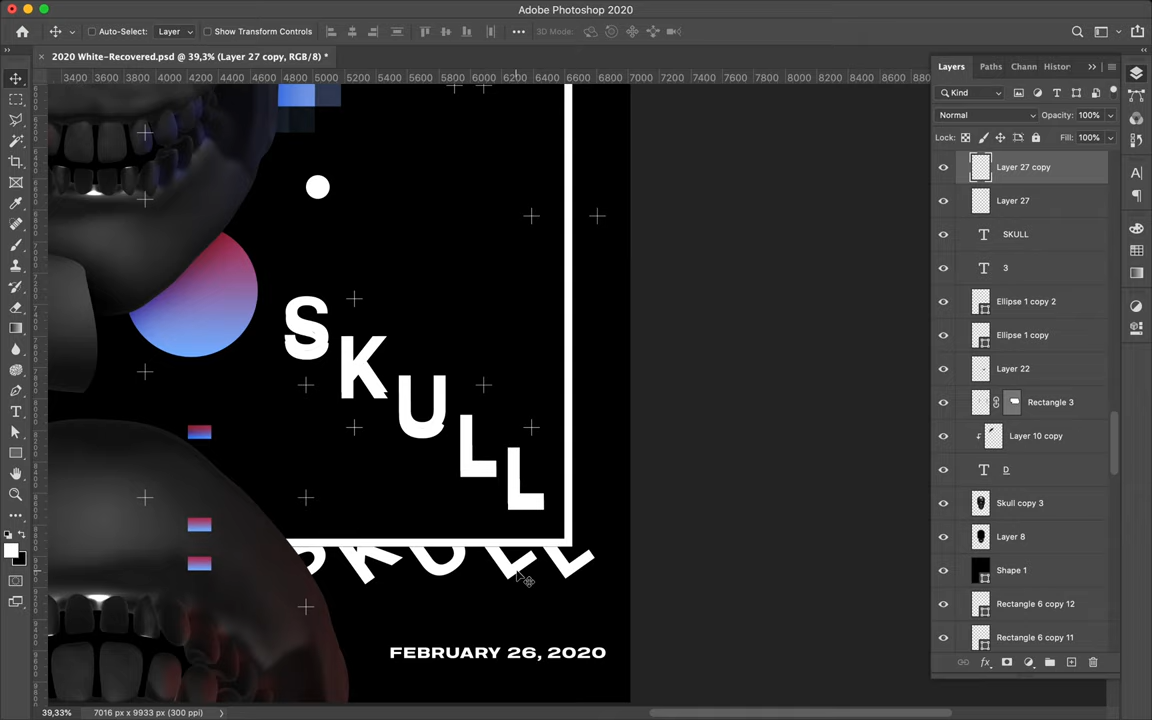 Adobe Photoshop 2020
Auto-Select: Layer Show Transform Controls 3D Mode:
2020 White-Recovered.psd @ 39,3% (Layer 27 copy, RGB/8) *
3400 3600 3800 4000 4200 4400 4600 4800 5000 5200 5400 5600 5800 6000 6200 6400 6600 6800 7000 7200 7400 7600 7800 8000 8200 8400 8600 8800
Layers Paths Chann Histor
Kind
Normal Opacity: 100%
Lock: Fill: 100%
Layer 27 copy
Layer 27
SKULL
3
Ellipse 1 copy 2
Ellipse 1 copy
Layer 22
Rectangle 3
Layer 10 copy
D
Skull copy 3
Layer 8
Shape 1
Rectangle 6 copy 12
Rectangle 6 copy 11
SKULL
SKULL
FEBRUARY 26, 2020
39,33% 7016 px x 9933 px (300 ppi)